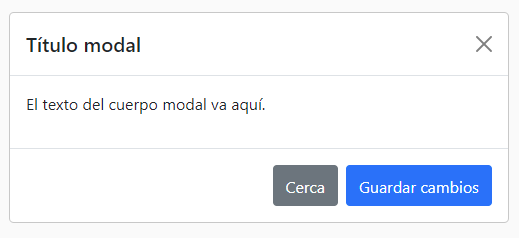 Título modal
El texto del cuerpo modal va aquí.
Cerca
Guardar cambios